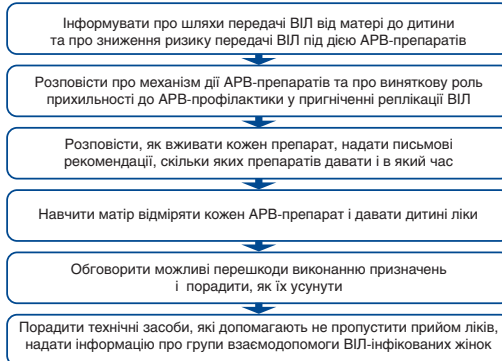 Інформувати про шляхи передачі ВІЛ від матері до дитини
та про зниження ризику передачі ВІЛ під дією АРВ-препаратів
Розповісти про механізм дії АРВ-препаратів та про виняткову роль
прихильності до АРВ-профілактики у пригніченні реплікації ВІЛ
Розповісти, як вживати кожен препарат, надати письмові
рекомендації, скільки яких препаратів давати і в який час
Навчити матір відміряти кожен АРВ-препарат і давати дитині ліки
Обговорити можливі перешкоди виконанню призначень
і порадити, як їх усунути
Порадити технічні засоби, які допомагають не пропустити прийом ліків,
надати інформацію про групи взаємодопомоги ВІЛ-інфікованих жінок